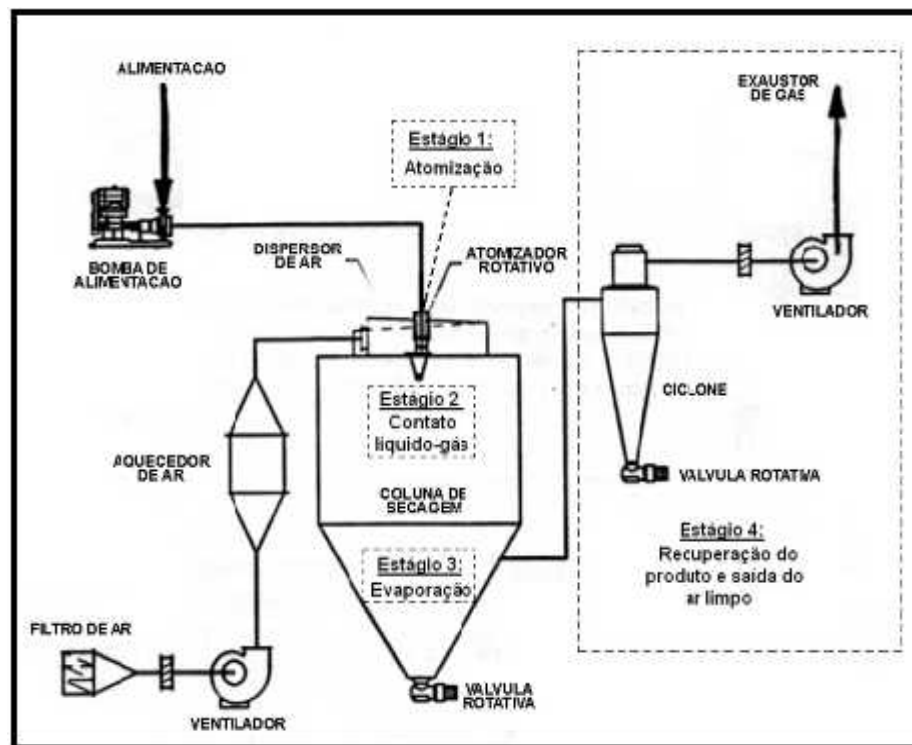 ALIMENTACAO
EXAUSTOR
DE GAS
Estágio 1:
Atomização
DISPERSOR
DE AR
ATOMIZADOR
ROTATIVO
BOMBA DE
ALIMENTACAO
VENTILADOR
Estágio 2
Contato
líquido-gás
CICLONE
AQUECEDOR
DE AR
VALVULA ROTATIVA
COLUNA DE
SECAGEM
Estágio 4:
Recuperação do
produto e saída do
ar limpo
Estágio 3:
Evaporação
FILTRO DE AR
VENTILADOR
VALVULA
ROTATIVA